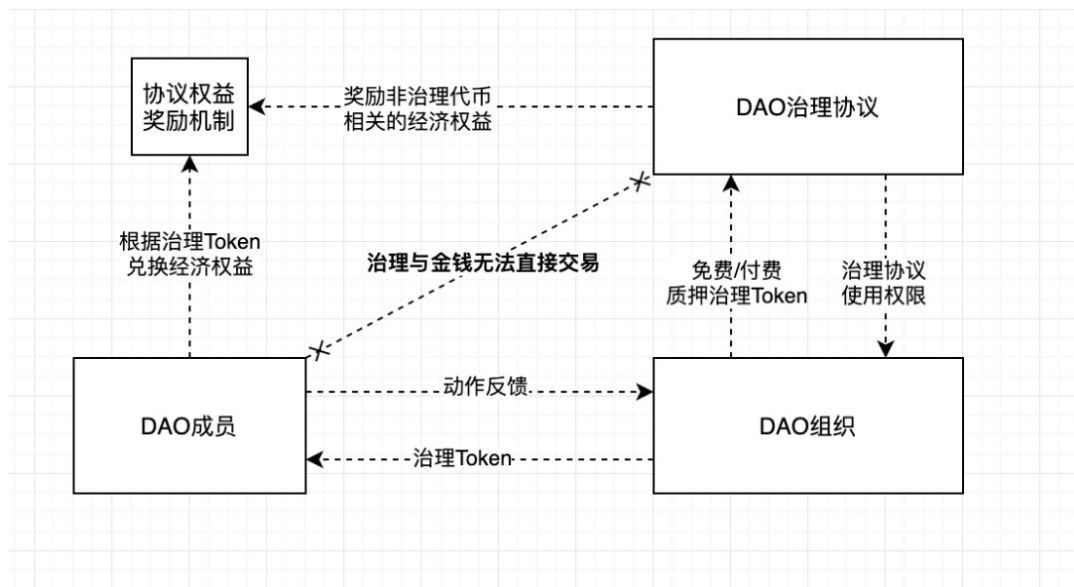 协议权益
奖励机制
奖励非治理代币
相关的经济权益
DAO治理协议
根据治理Token
兑换经济权益
治理与金钱无法直接交易
免费/付费
质押治理Token
治理协议
使用权限
DAO成员
动作反馈
治理Token
DAO组织